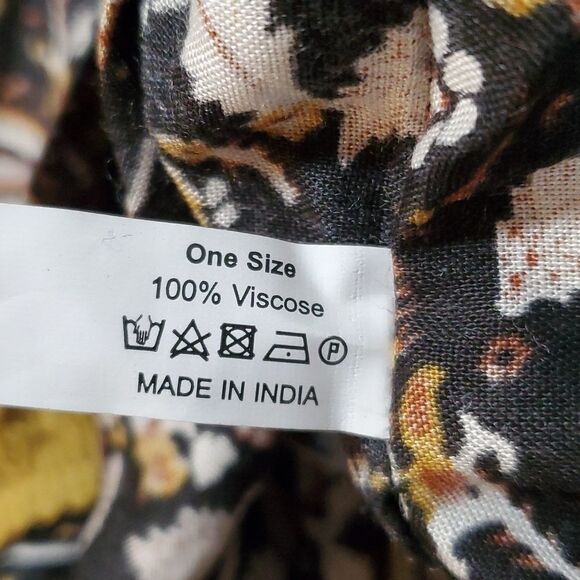 One Size
100% Viscose
P
MADE IN INDIA